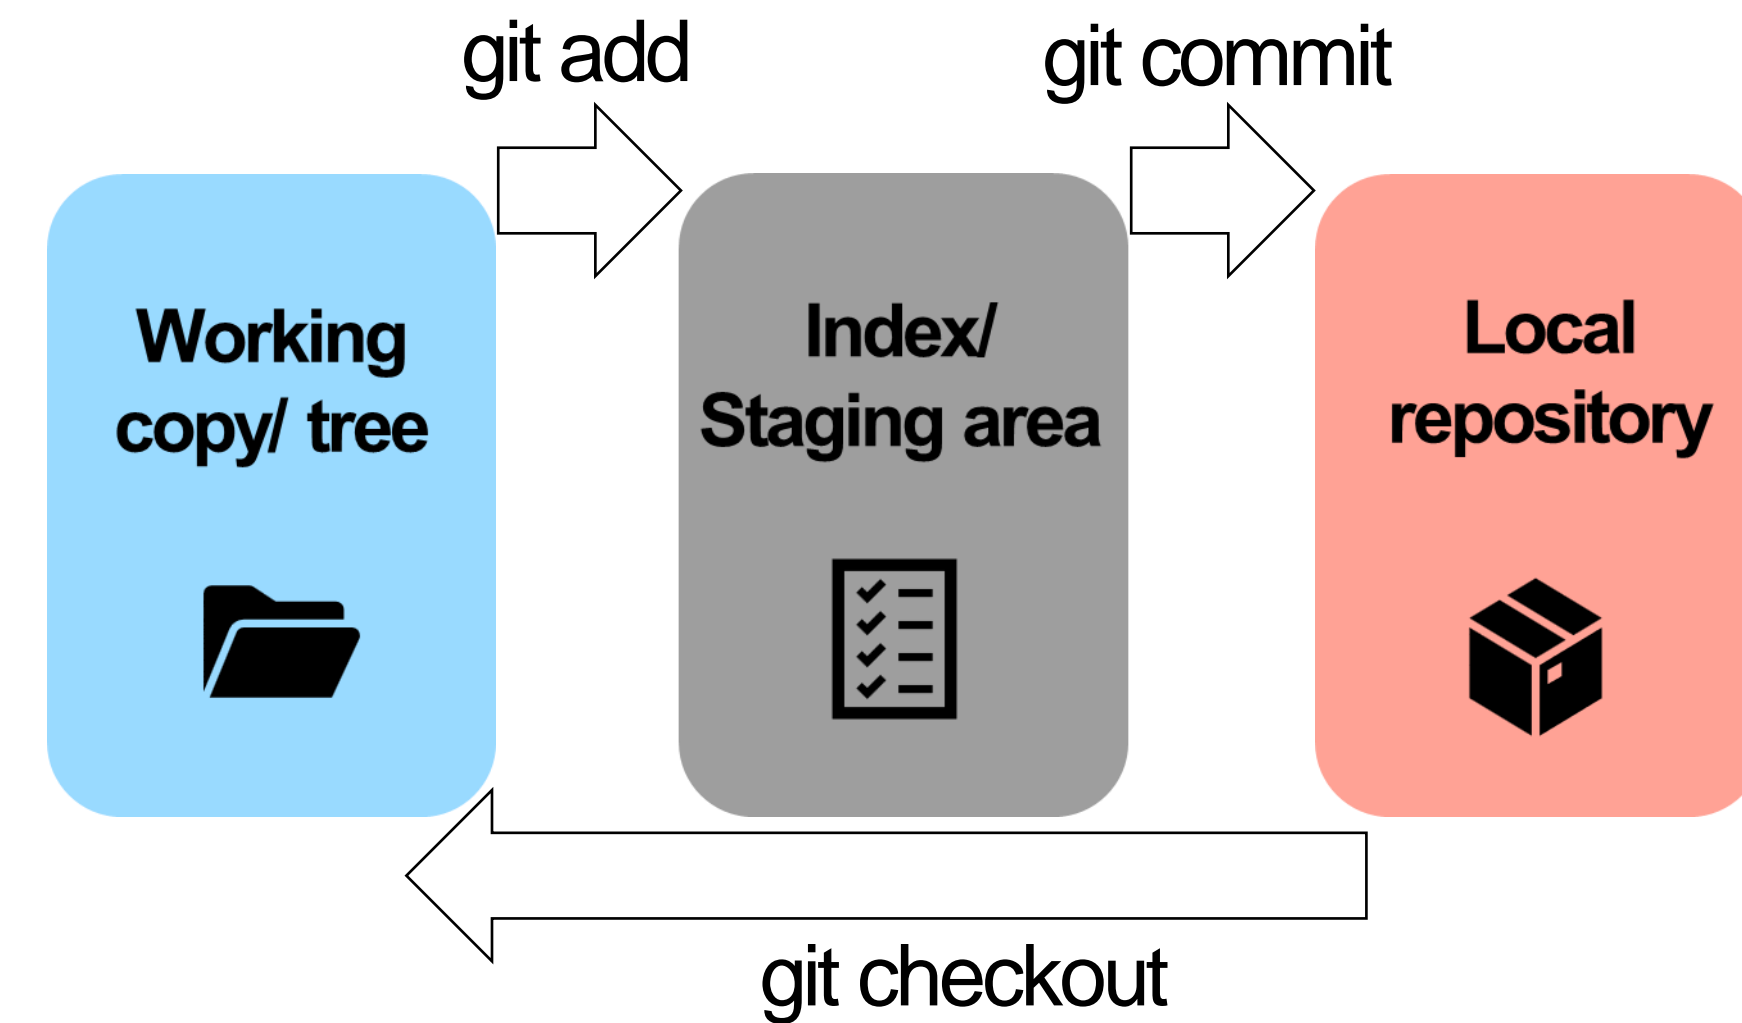 git add
git commit
Working
copy/ tree
Index/
Staging area
Local
repository
git checkout